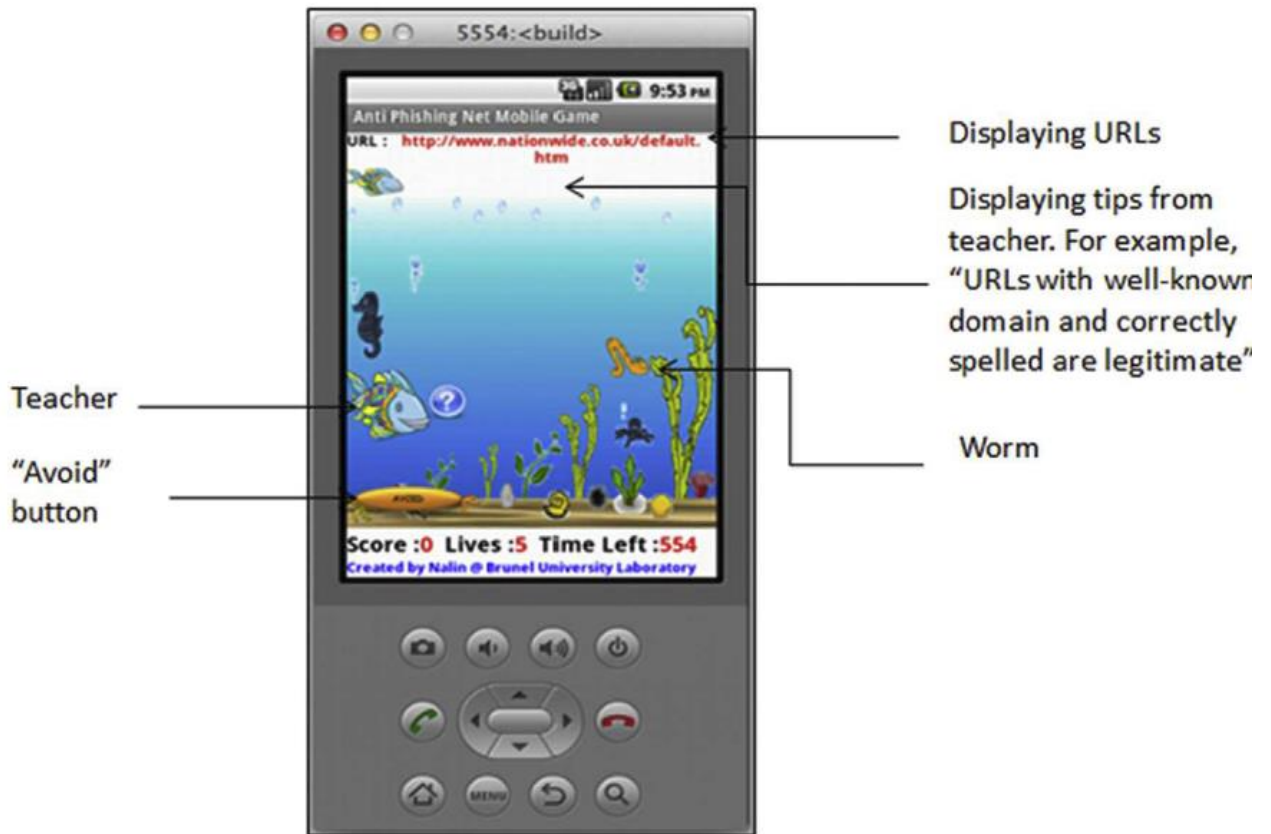 5554:<build>
9:53 PM
Anti Phishing Net Mobile Game
URL : http://www.nationwide.co.uk/default.
htm
Displaying URLs
Displaying tips from
teacher. For example,
“URLs with well-known
domain and correctly
spelled are legitimate”
Teacher
?
Worm
“Avoid”
button
AVOID
Score :0 Lives :5 Time Left :554
Created by Nalin @ Brunel University Laboratory
MENU